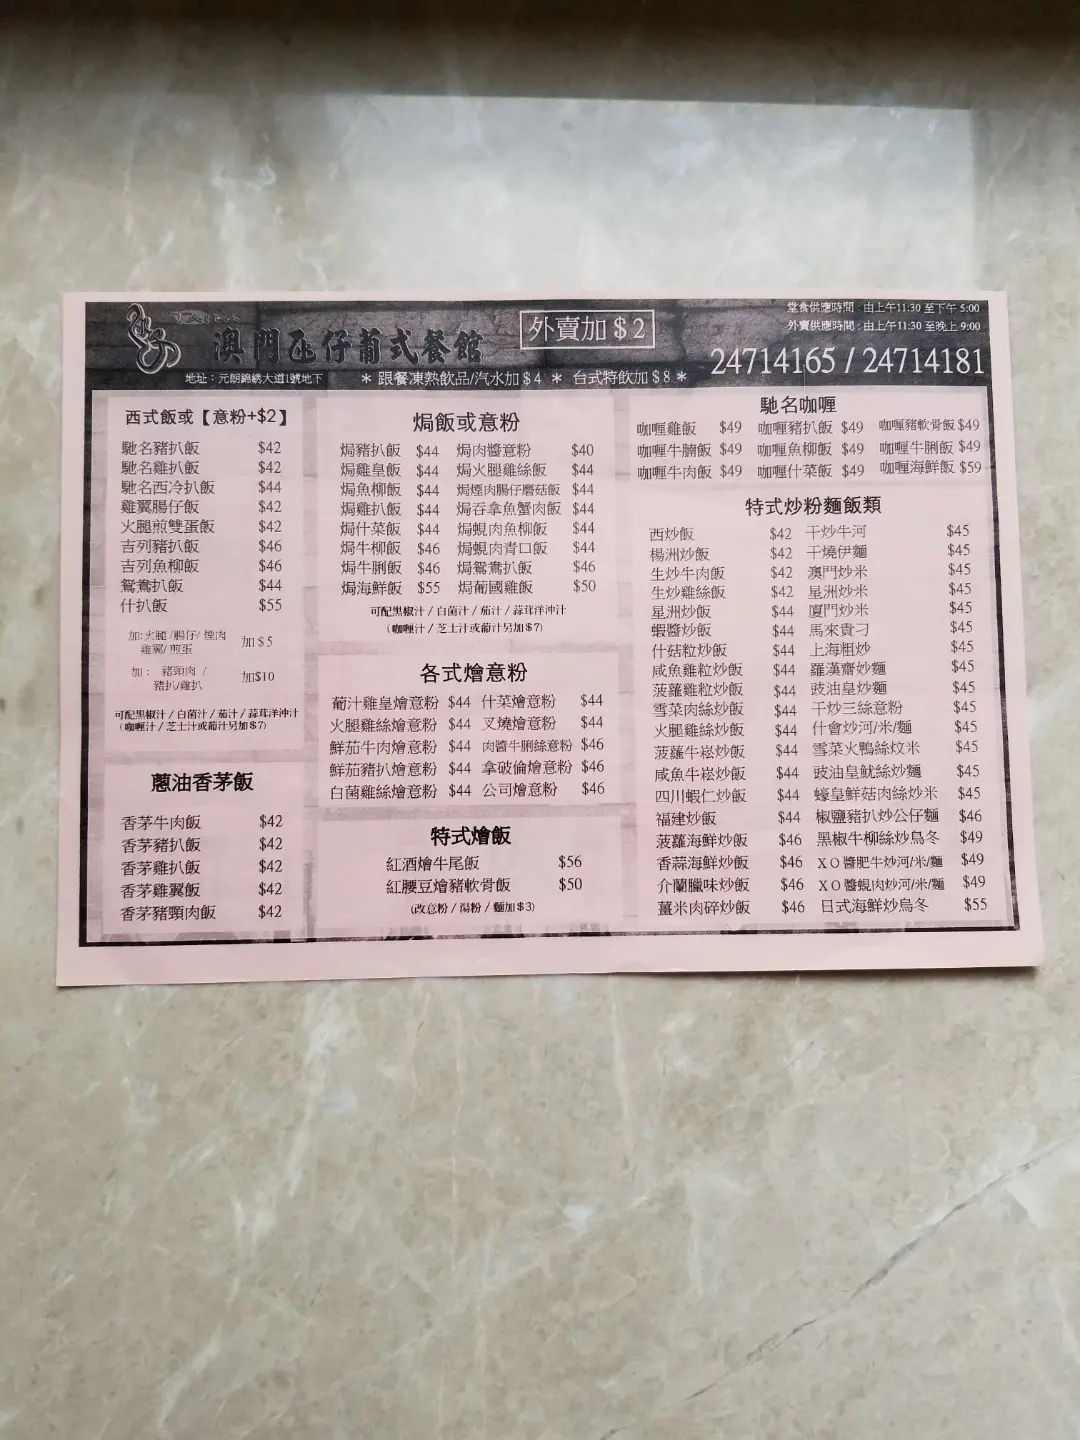 TAIPA
澳門氹仔葡式餐館
外賣加$2
堂食供應時間：由上午11:30 至下午 5:00
外賣供應時間：由上午11:30 至晚上 9:00
24714165 / 24714181
地址：元朗錦綉大道1號地下
＊ 跟餐凍熱飲品/汽水加$4 ＊ 台式特飲加$8＊
西式飯或【意粉+$2】
馳名豬扒飯 $42
馳名雞扒飯 $42
馳名西冷扒飯 $44
雞翼腸仔飯 $42
火腿煎雙蛋飯 $42
吉列豬扒飯 $46
吉列魚柳飯 $46
鴛鴦扒飯 $44
什扒飯 $55
加:火腿 /腸仔/ 煙肉
雞翼/ 煎蛋 加$5
加： 豬頸肉 /
豬扒/雞扒 加$10
可配黑椒汁 / 白菌汁 / 茄汁 / 蒜茸洋沖汁
(咖喱汁 / 芝士汁或葡汁另加$7)
蔥油香茅飯
香茅牛肉飯 $42
香茅豬扒飯 $42
香茅雞扒飯 $42
香茅雞翼飯 $42
香茅豬頸肉飯 $42
焗飯或意粉
焗豬扒飯 $44 焗肉醬意粉 $40
焗雞皇飯 $44 焗火腿雞絲飯 $44
焗魚柳飯 $44 焗煙肉腸仔磨菇飯 $44
焗雞扒飯 $44 焗吞拿魚蟹肉飯 $44
焗什菜飯 $44 焗蜆肉魚柳飯 $44
焗牛柳飯 $46 焗蜆肉青口飯 $44
焗牛脷飯 $46 焗鴛鴦扒飯 $46
焗海鮮飯 $55 焗葡國雞飯 $50
可配黑椒汁 / 白菌汁 / 茄汁 / 蒜茸洋沖汁
(咖喱汁 / 芝士汁或葡汁另加$7)
各式燴意粉
葡汁雞皇燴意粉 $44 什菜燴意粉 $44
火腿雞絲燴意粉 $44 叉燒燴意粉 $44
鮮茄牛肉燴意粉 $44 肉醬牛脷絲意粉 $46
鮮茄豬扒燴意粉 $44 拿破倫燴意粉 $46
白菌雞絲燴意粉 $44 公司燴意粉 $46
特式燴飯
紅酒燴牛尾飯 $56
紅腰豆燴豬軟骨飯 $50
(改意粉 / 湯粉 / 麵加$3)
馳名咖喱
咖喱雞飯 $49 咖喱豬扒飯 $49 咖喱豬軟骨飯 $49
咖喱牛腩飯 $49 咖喱魚柳飯 $49 咖喱牛脷飯 $49
咖喱牛肉飯 $49 咖喱什菜飯 $49 咖喱海鮮飯 $59
特式炒粉麵飯類
西炒飯 $42 干炒牛河 $45
楊洲炒飯 $42 干燒伊麵 $45
生炒牛肉飯 $42 澳門炒米 $45
生炒雞絲飯 $42 星洲炒米 $45
星洲炒飯 $44 廈門炒米 $45
蝦醬炒飯 $44 馬來貴刁 $45
什菇粒炒飯 $44 上海粗炒 $45
咸魚雞粒炒飯 $44 羅漢齋炒麵 $45
菠蘿雞粒炒飯 $44 豉油皇炒麵 $45
雪菜肉絲炒飯 $44 干炒三絲意粉 $45
火腿雞絲炒飯 $44 什會炒河/米/麵 $45
菠蘿牛崧炒飯 $44 雪菜火鴨絲炆米 $45
咸魚牛崧炒飯 $44 豉油皇魷絲炒麵 $45
四川蝦仁炒飯 $44 蠔皇鮮菇肉絲炒米 $45
福建炒飯 $44 椒鹽豬扒炒公仔麵 $46
菠蘿海鮮炒飯 $46 黑椒牛柳絲炒烏冬 $49
香蒜海鮮炒飯 $46 XO醬肥牛炒河/米/麵 $49
介蘭臘味炒飯 $46 XO醬蜆肉炒河/米/麵 $49
薑米肉碎炒飯 $46 日式海鮮炒烏冬 $55